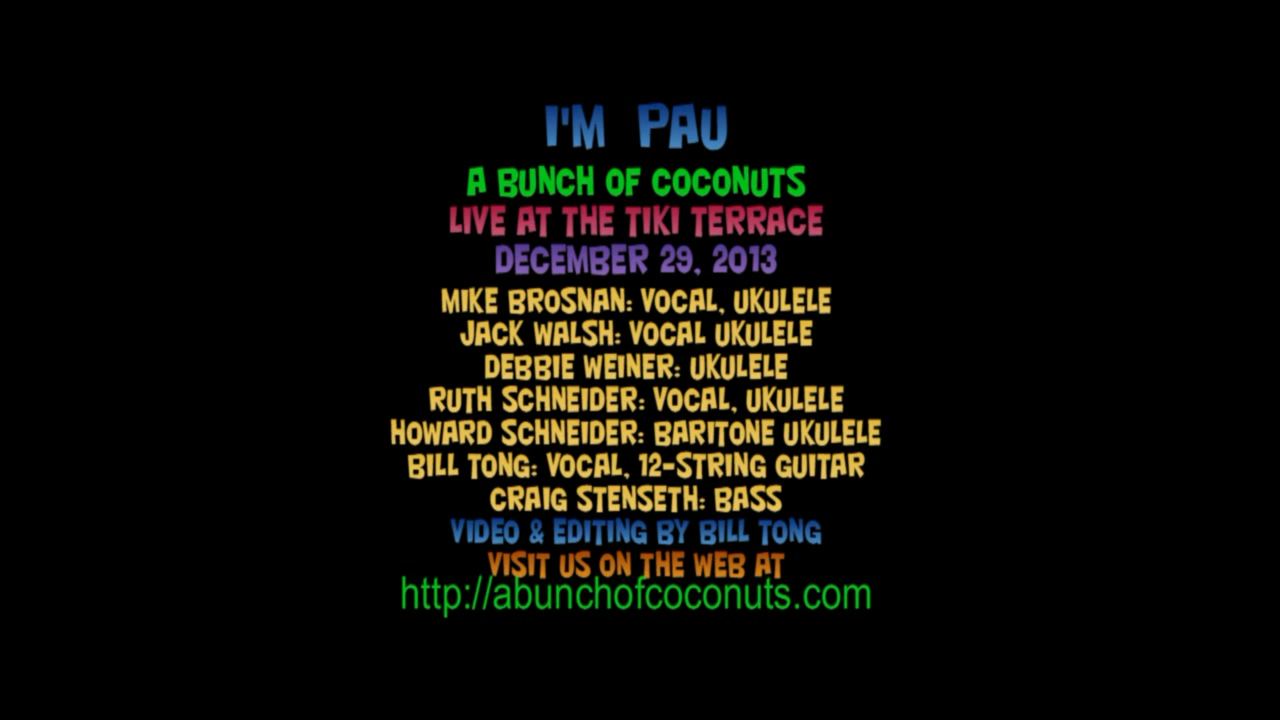 I'M PAU
A BUNCH OF COCONUTS
LIVE AT THE TIKI TERRACE
DECEMBER 29, 2013
MIKE BROSNAN: VOCAL, UKULELE
JACK WALSH: VOCAL UKULELE
DEBBIE WEINER: UKULELE
RUTH SCHNEIDER: VOCAL, UKULELE
HOWARD SCHNEIDER: BARITONE UKULELE
BILL TONG: VOCAL, 12-STRING GUITAR
CRAIG STENSETH: BASS
VIDEO & EDITING BY BILL TONG
VISIT US ON THE WEB AT
http://abunchofcoconuts.com